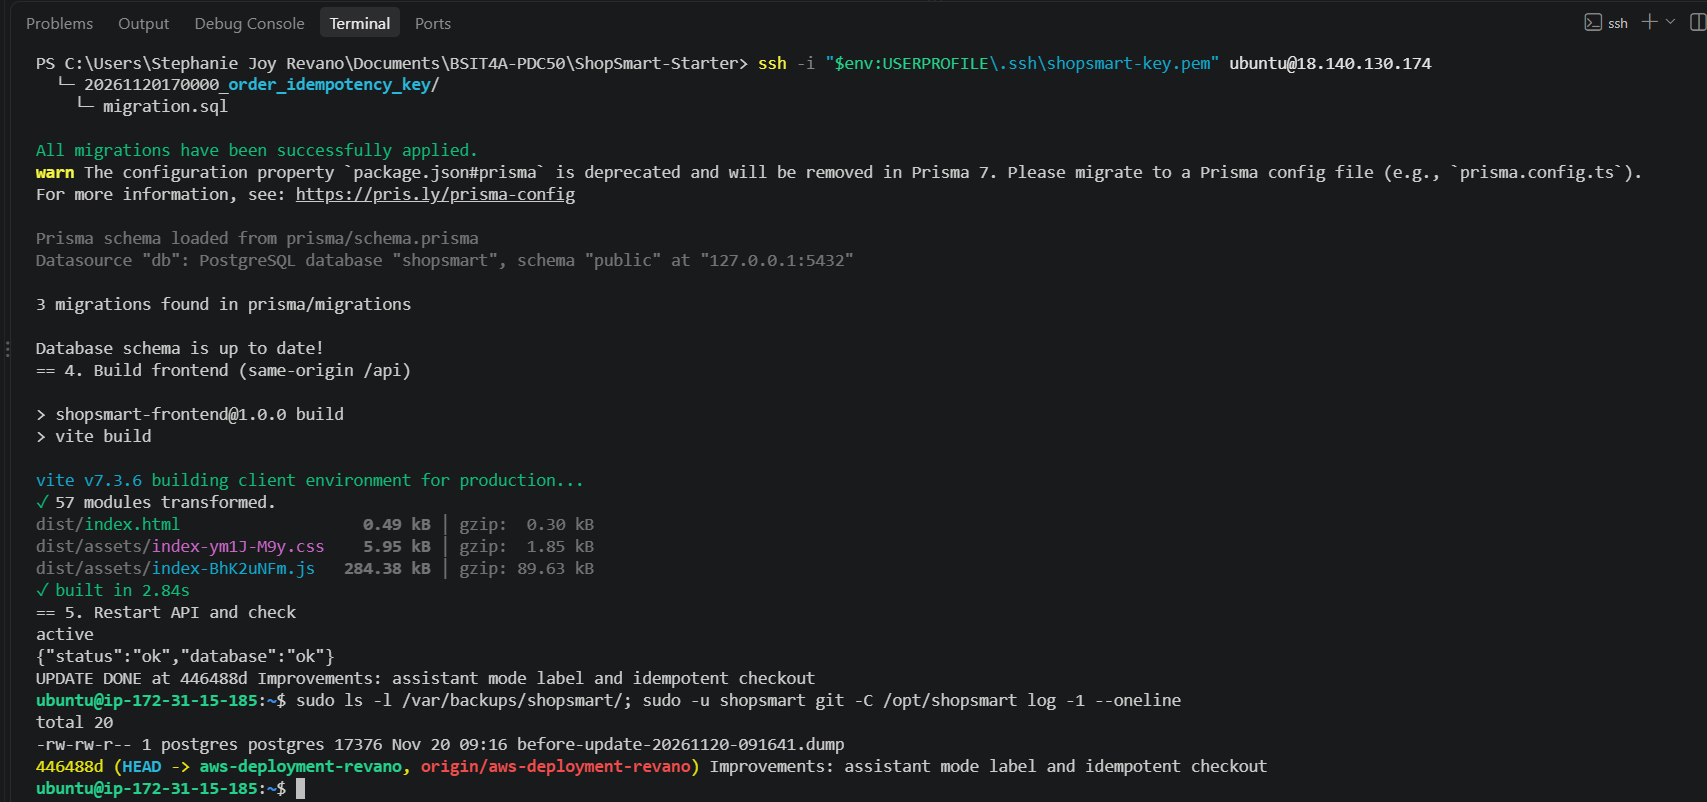 Problems Output Debug Console Terminal Ports ssh
PS C:\Users\Stephanie Joy Revano\Documents\BSIT4A-PDC50\ShopSmart-Starter> ssh -i "$env:USERPROFILE\.ssh\shopsmart-key.pem" ubuntu@18.140.130.174
└─ 20261120170000_order_idempotency_key/
└─ migration.sql
All migrations have been successfully applied.
warn The configuration property `package.json#prisma` is deprecated and will be removed in Prisma 7. Please migrate to a Prisma config file (e.g., `prisma.config.ts`).
For more information, see: https://pris.ly/prisma-config
Prisma schema loaded from prisma/schema.prisma
Datasource "db": PostgreSQL database "shopsmart", schema "public" at "127.0.0.1:5432"
3 migrations found in prisma/migrations
Database schema is up to date!
== 4. Build frontend (same-origin /api)
> shopsmart-frontend@1.0.0 build
> vite build
vite v7.3.6 building client environment for production...
✓ 57 modules transformed.
dist/index.html 0.49 kB │ gzip: 0.30 kB
dist/assets/index-ym1J-M9y.css 5.95 kB │ gzip: 1.85 kB
dist/assets/index-BhK2uNFm.js 284.38 kB │ gzip: 89.63 kB
✓ built in 2.84s
== 5. Restart API and check
active
{"status":"ok","database":"ok"}
UPDATE DONE at 446488d Improvements: assistant mode label and idempotent checkout
ubuntu@ip-172-31-15-185:~$ sudo ls -l /var/backups/shopsmart/; sudo -u shopsmart git -C /opt/shopsmart log -1 --oneline
total 20
-rw-rw-r-- 1 postgres postgres 17376 Nov 20 09:16 before-update-20261120-091641.dump
446488d (HEAD -> aws-deployment-revano, origin/aws-deployment-revano) Improvements: assistant mode label and idempotent checkout
ubuntu@ip-172-31-15-185:~$